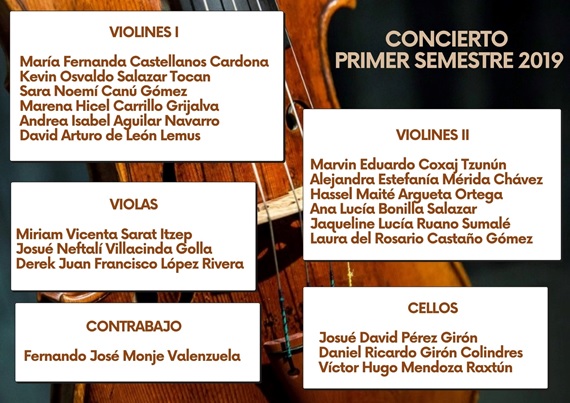 CONCIERTO
PRIMER SEMESTRE 2019
VIOLINES I
María Fernanda Castellanos Cardona
Kevin Osvaldo Salazar Tocan
Sara Noemí Canú Gómez
Marena Hicel Carrillo Grijalva
Andrea Isabel Aguilar Navarro
David Arturo de León Lemus
VIOLINES II
Marvin Eduardo Coxaj Tzunún
Alejandra Estefanía Mérida Chávez
Hassel Maité Argueta Ortega
Ana Lucía Bonilla Salazar
Jaqueline Lucía Ruano Sumalé
Laura del Rosario Castaño Gómez
VIOLAS
Miriam Vicenta Sarat Itzep
Josué Neftalí Villacinda Golla
Derek Juan Francisco López Rivera
CELLOS
Josué David Pérez Girón
Daniel Ricardo Girón Colindres
Víctor Hugo Mendoza Raxtún
CONTRABAJO
Fernando José Monje Valenzuela